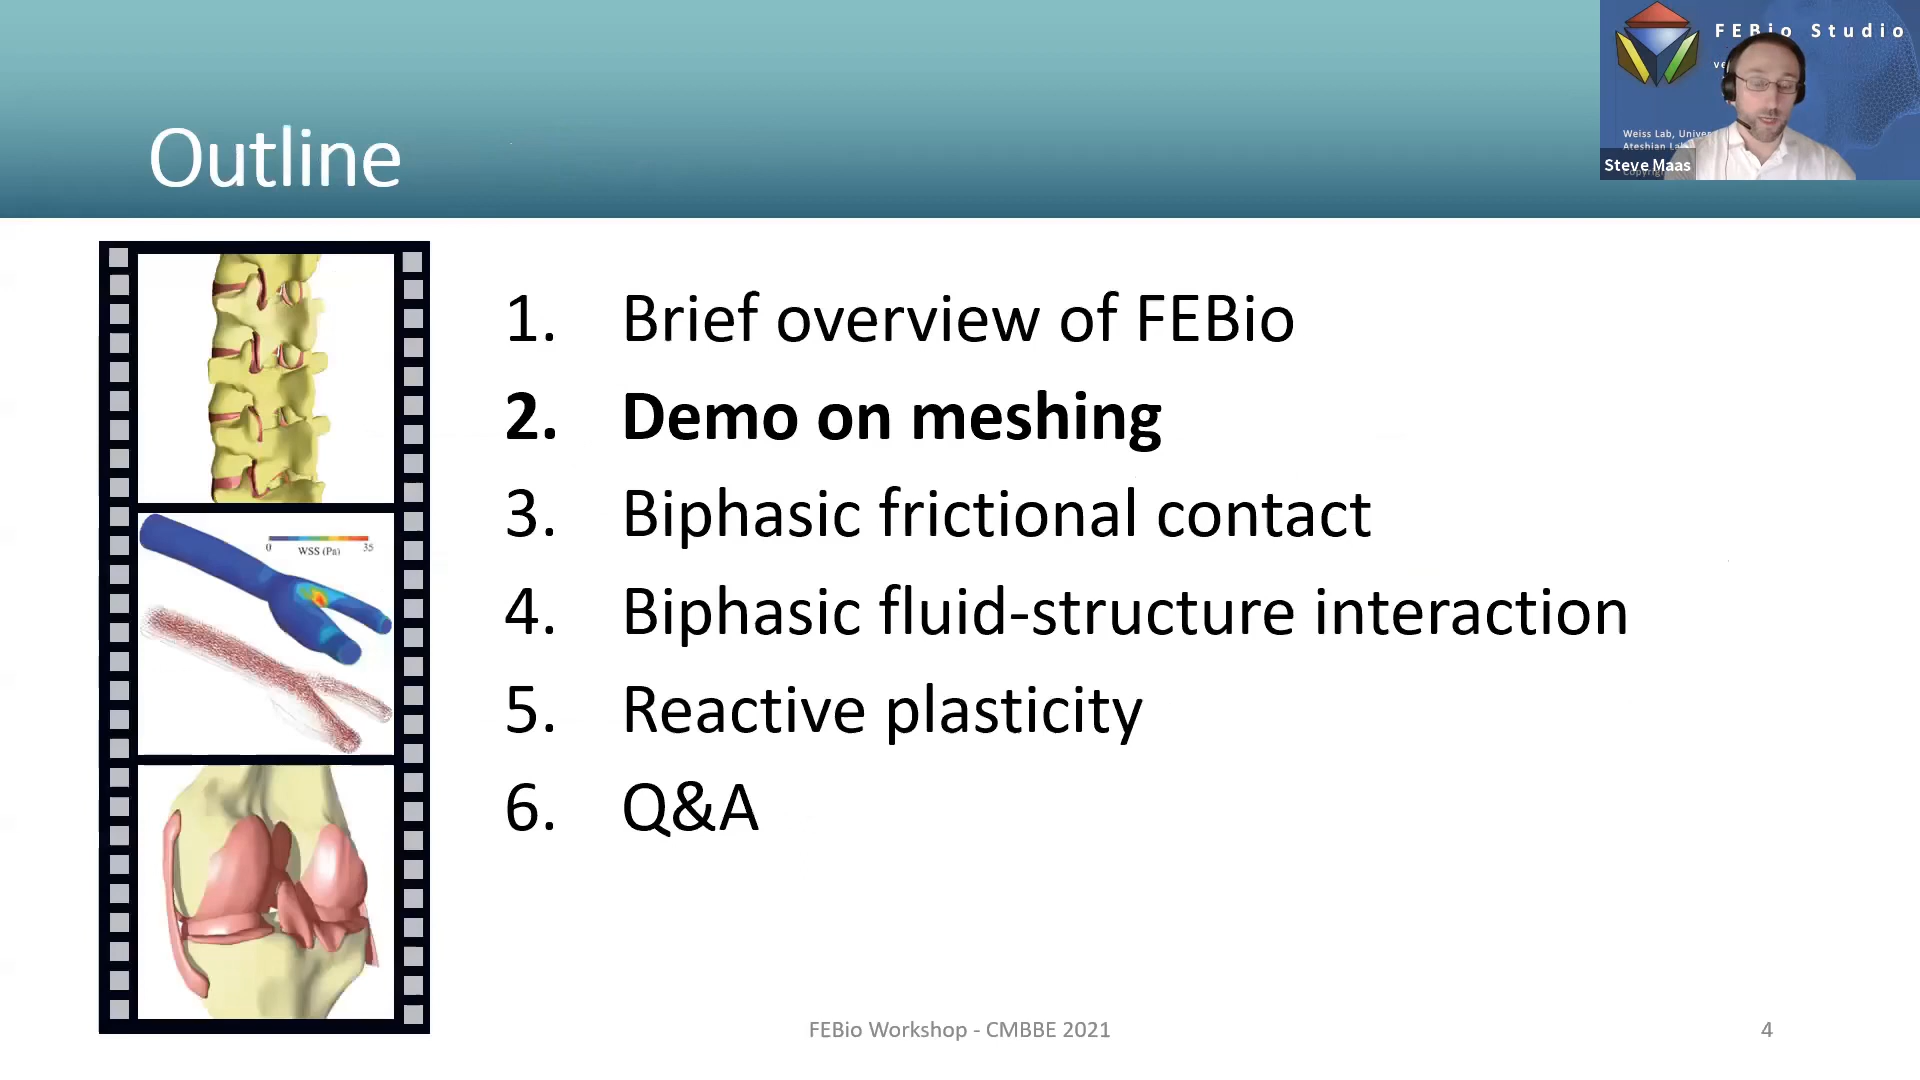 FEBio Studio
Outline
Weiss Lab,
Ateshian
Steve Maas
1. Brief overview of FEBio
2. Demo on meshing
3. Biphasic frictional contact
4. Biphasic fluid-structure interaction
5. Reactive plasticity
6. Q&A
0 35
WSS (Pa)
FEBio Workshop - CMBBE 2021
4